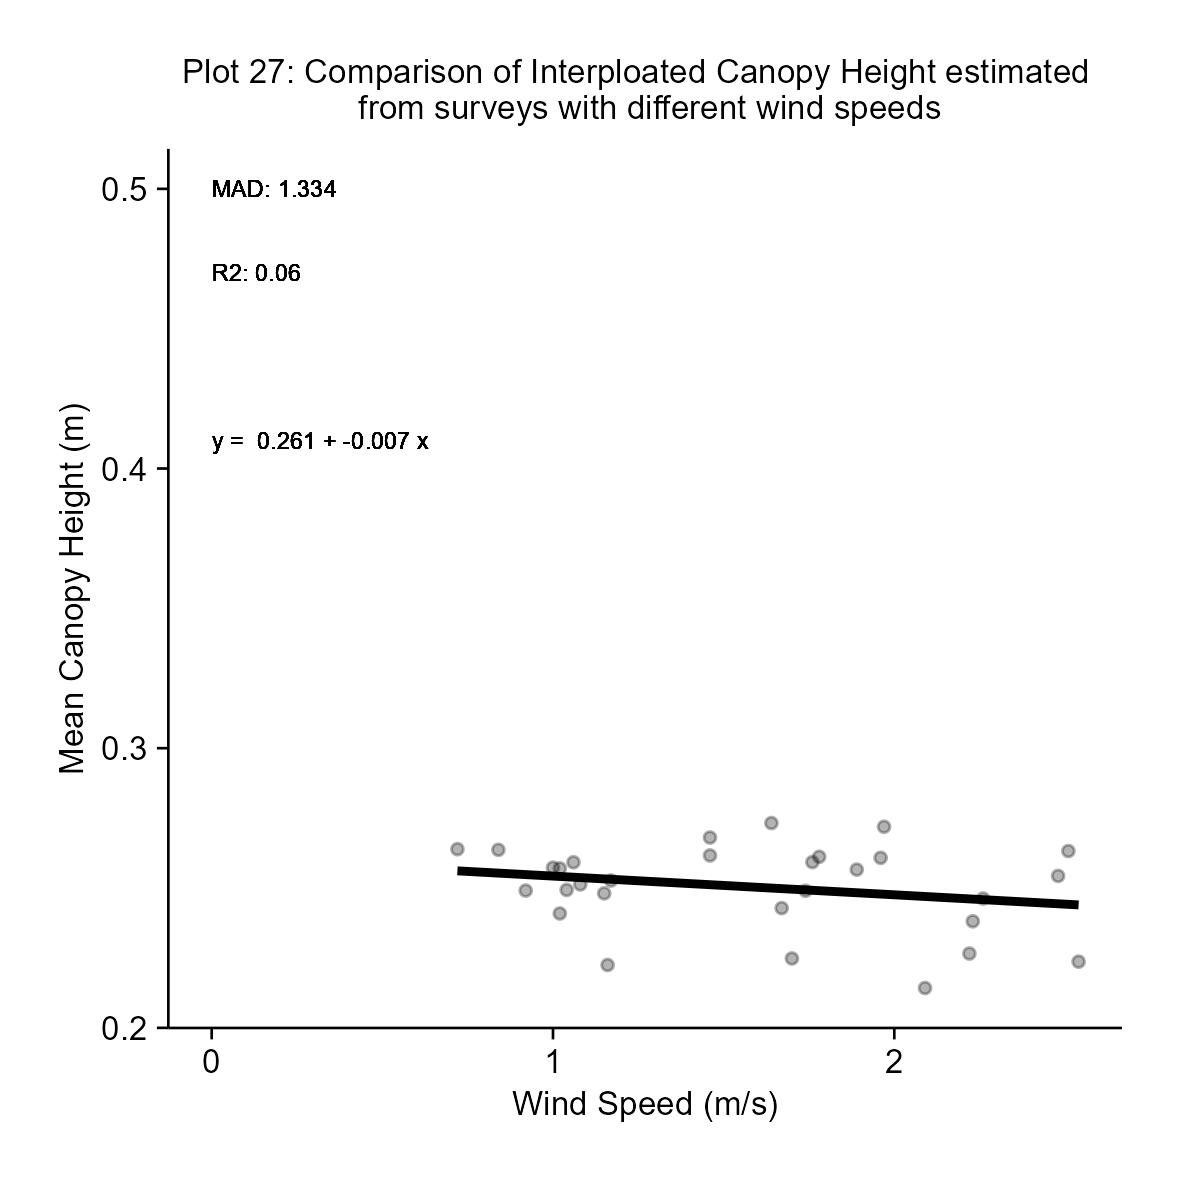 Plot 27: Comparison of Interploated Canopy Height estimated
from surveys with different wind speeds
0.5
MAD: 1.334
R2: 0.06
y =  0.261 + -0.007 x
0.4
Mean Canopy Height (m)
0.3
0.2
0
1
2
Wind Speed (m/s)